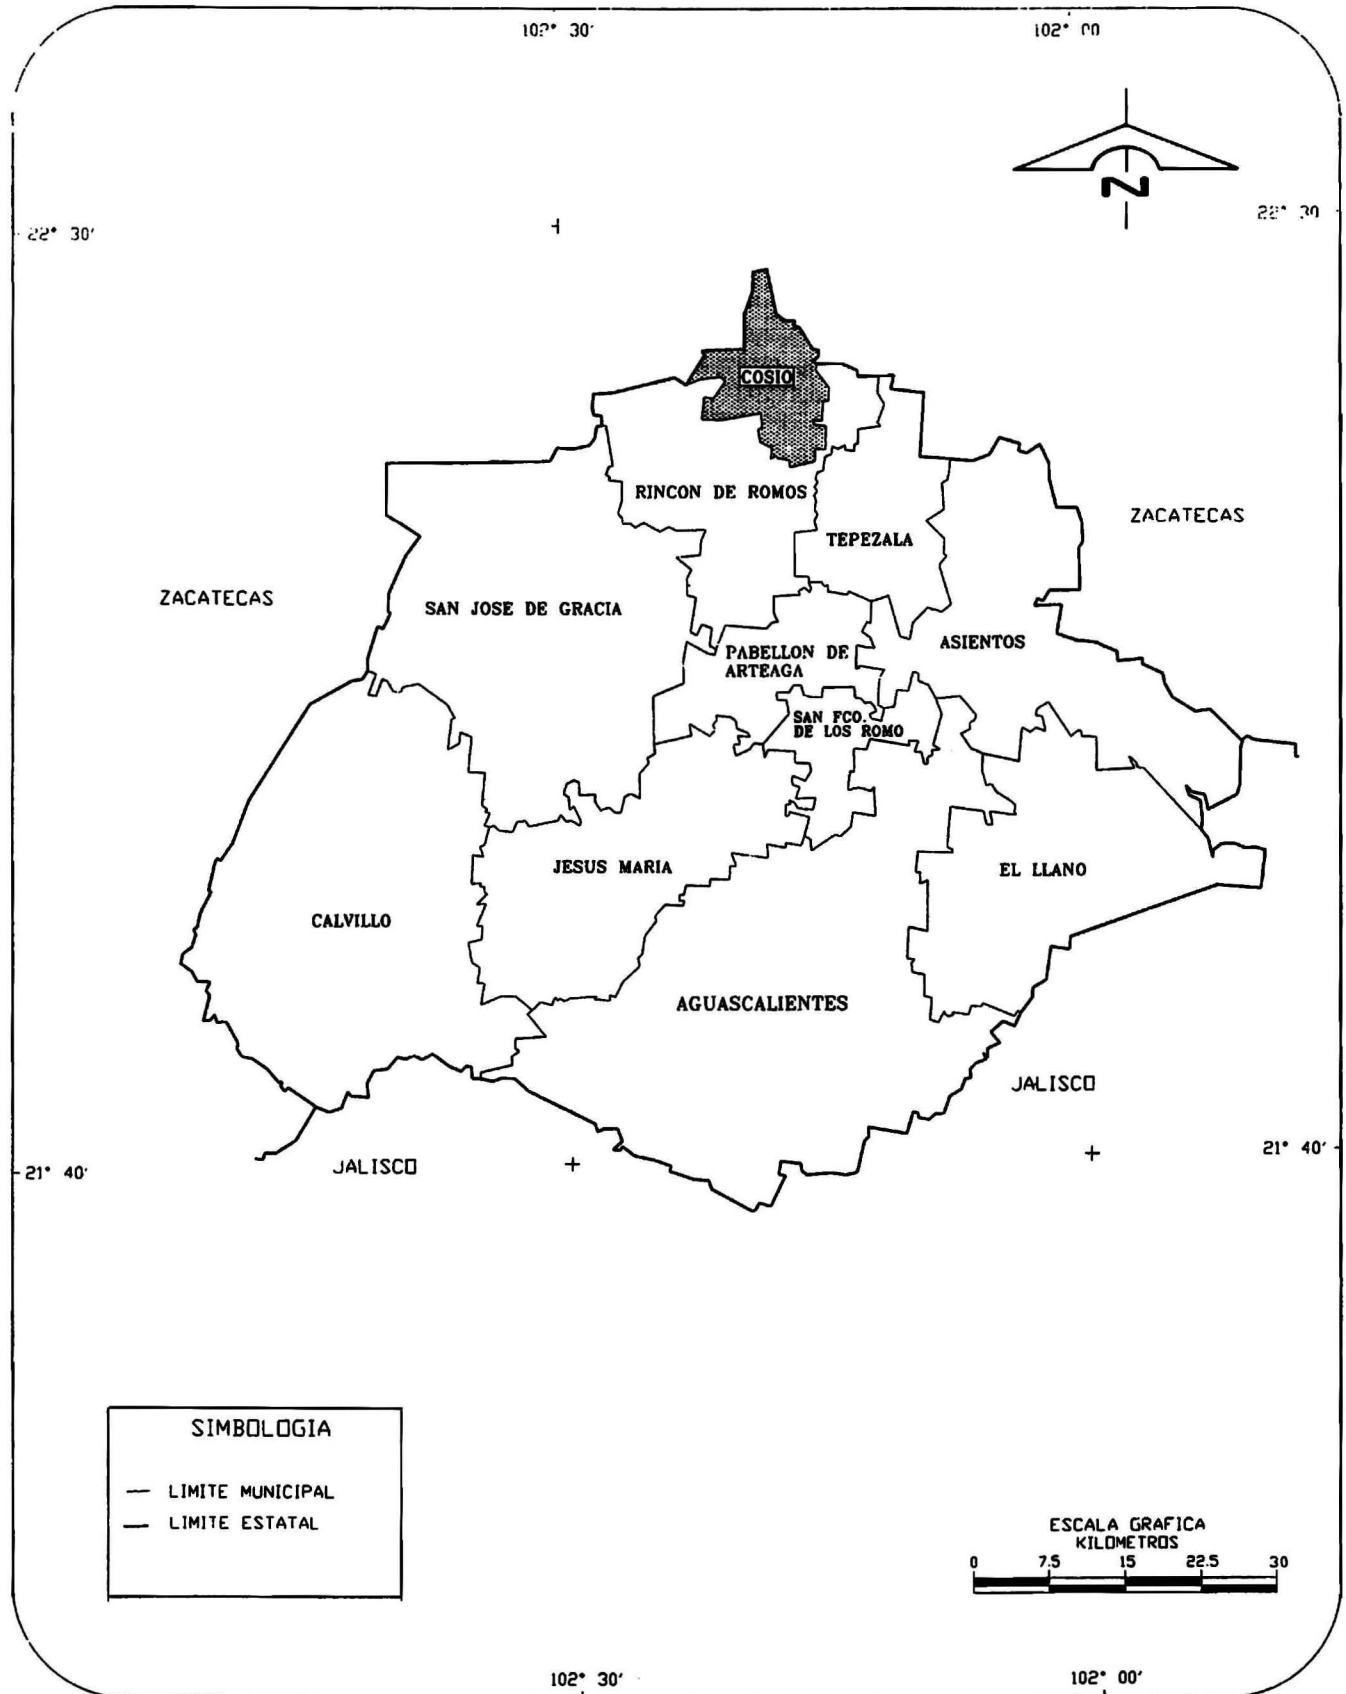 102° 30'
102° 00
N
22° 30'
22° 30
COSIO
RINCON DE ROMOS
ZACATECAS
TEPEZALA
ZACATECAS
SAN JOSE DE GRACIA
ASIENTOS
PABELLON DE
ARTEAGA
SAN FCO.
DE LOS ROMO
JESUS MARIA
EL LLANO
CALVILLO
AGUASCALIENTES
JALISCO
21° 40'
JALISCO
21° 40'
SIMBOLOGIA
LIMITE MUNICIPAL
LIMITE ESTATAL
ESCALA GRAFICA
KILOMETROS
0 7.5 15 22.5 30
102° 30'
102° 00'